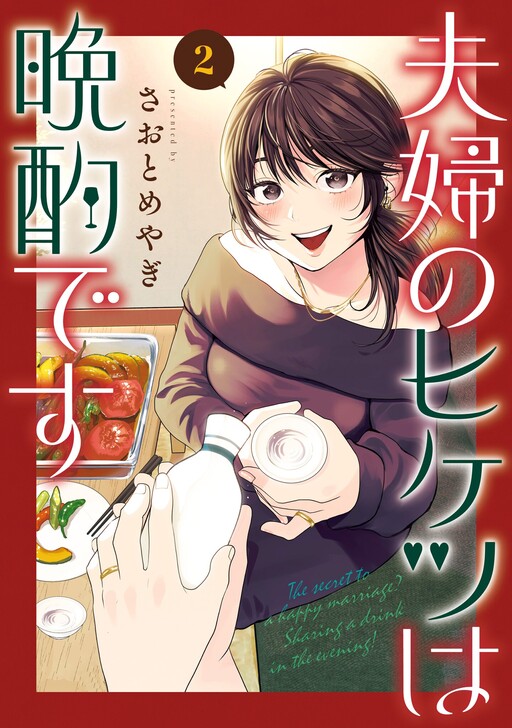 夫婦のヒケツは
晩酌です
2
presented by
さおとめやぎ
The secret to
a happy marriage?
Sharing a drink
in the evening!